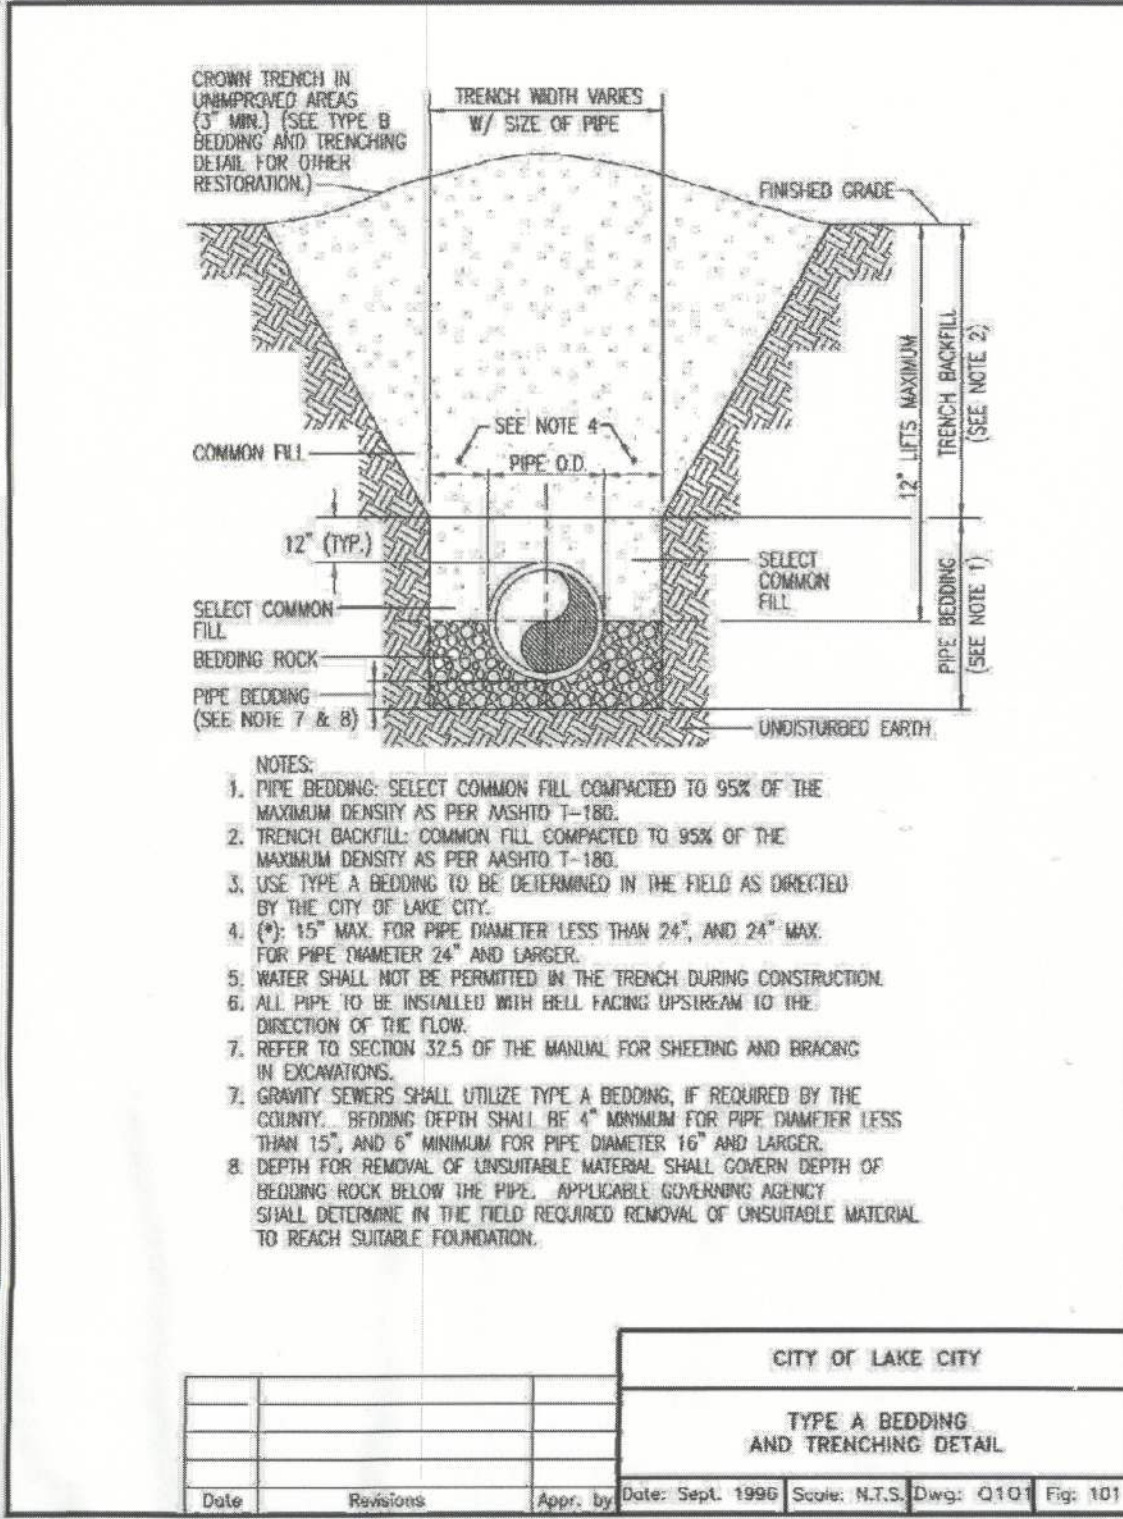 CROWN TRENCH IN
UNIMPROVED AREAS
(3" MIN.) (SEE TYPE B
BEDDING AND TRENCHING
DETAIL FOR OTHER
RESTORATION.)
TRENCH WIDTH VARIES
W/ SIZE OF PIPE
FINISHED GRADE
COMMON FILL
SEE NOTE 4
PIPE O.D.
12" LIFTS MAXIMUM
TRENCH BACKFILL
(SEE NOTE 2)
12" (TYP.)
SELECT
COMMON
FILL
SELECT COMMON
FILL
BEDDING ROCK
PIPE BEDDING
(SEE NOTE 7 & 8)
PIPE BEDDING
(SEE NOTE 1)
UNDISTURBED EARTH
NOTES:
1. PIPE BEDDING: SELECT COMMON FILL COMPACTED TO 95% OF THE
MAXIMUM DENSITY AS PER AASHTO T-180.
2. TRENCH BACKFILL: COMMON FILL COMPACTED TO 95% OF THE
MAXIMUM DENSITY AS PER AASHTO T-180.
3. USE TYPE A BEDDING TO BE DETERMINED IN THE FIELD AS DIRECTED
BY THE CITY OF LAKE CITY.
4. (*): 15" MAX. FOR PIPE DIAMETER LESS THAN 24", AND 24" MAX.
FOR PIPE DIAMETER 24" AND LARGER.
5. WATER SHALL NOT BE PERMITTED IN THE TRENCH DURING CONSTRUCTION.
6. ALL PIPE TO BE INSTALLED WITH BELL FACING UPSTREAM TO THE
DIRECTION OF THE FLOW.
7. REFER TO SECTION 32.5 OF THE MANUAL FOR SHEETING AND BRACING
IN EXCAVATIONS.
7. GRAVITY SEWERS SHALL UTILIZE TYPE A BEDDING, IF REQUIRED BY THE
COUNTY. BEDDING DEPTH SHALL BE 4" MINIMUM FOR PIPE DIAMETER LESS
THAN 15", AND 6" MINIMUM FOR PIPE DIAMETER 16" AND LARGER.
8. DEPTH FOR REMOVAL OF UNSUITABLE MATERIAL SHALL GOVERN DEPTH OF
BEDDING ROCK BELOW THE PIPE. APPLICABLE GOVERNING AGENCY
SHALL DETERMINE IN THE FIELD REQUIRED REMOVAL OF UNSUITABLE MATERIAL
TO REACH SUITABLE FOUNDATION.
CITY OF LAKE CITY
TYPE A BEDDING
AND TRENCHING DETAIL
Date Revisions Appr. by
Date: Sept. 1996 Scale: N.T.S. Dwg: Q101 Fig: 101